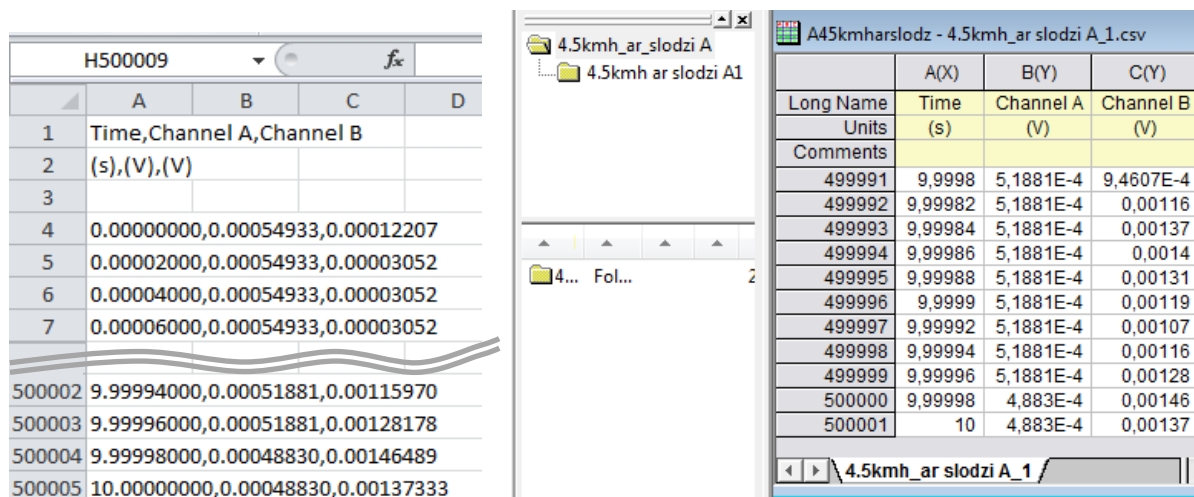 H500009 fx
A B C D
1 Time,Channel A,Channel B
2 (s),(V),(V)
3
4 0.00000000,0.00054933,0.00012207
5 0.00002000,0.00054933,0.00003052
6 0.00004000,0.00054933,0.00003052
7 0.00006000,0.00054933,0.00003052
500002 9.99994000,0.00051881,0.00115970
500003 9.99996000,0.00051881,0.00128178
500004 9.99998000,0.00048830,0.00146489
500005 10.00000000,0.00048830,0.00137333
4.5kmh_ar_slodzi A
4.5kmh ar slodzi A1
4... Fol... 2
A45kmharslodz - 4.5kmh_ar slodzi A_1.csv
A(X) B(Y) C(Y)
Long Name Time Channel A Channel B
Units (s) (V) (V)
Comments
499991 9,9998 5,1881E-4 9,4607E-4
499992 9,99982 5,1881E-4 0,00116
499993 9,99984 5,1881E-4 0,00137
499994 9,99986 5,1881E-4 0,0014
499995 9,99988 5,1881E-4 0,00131
499996 9,9999 5,1881E-4 0,00119
499997 9,99992 5,1881E-4 0,00107
499998 9,99994 5,1881E-4 0,00116
499999 9,99996 5,1881E-4 0,00128
500000 9,99998 4,883E-4 0,00146
500001 10 4,883E-4 0,00137
4.5kmh_ar slodzi A_1